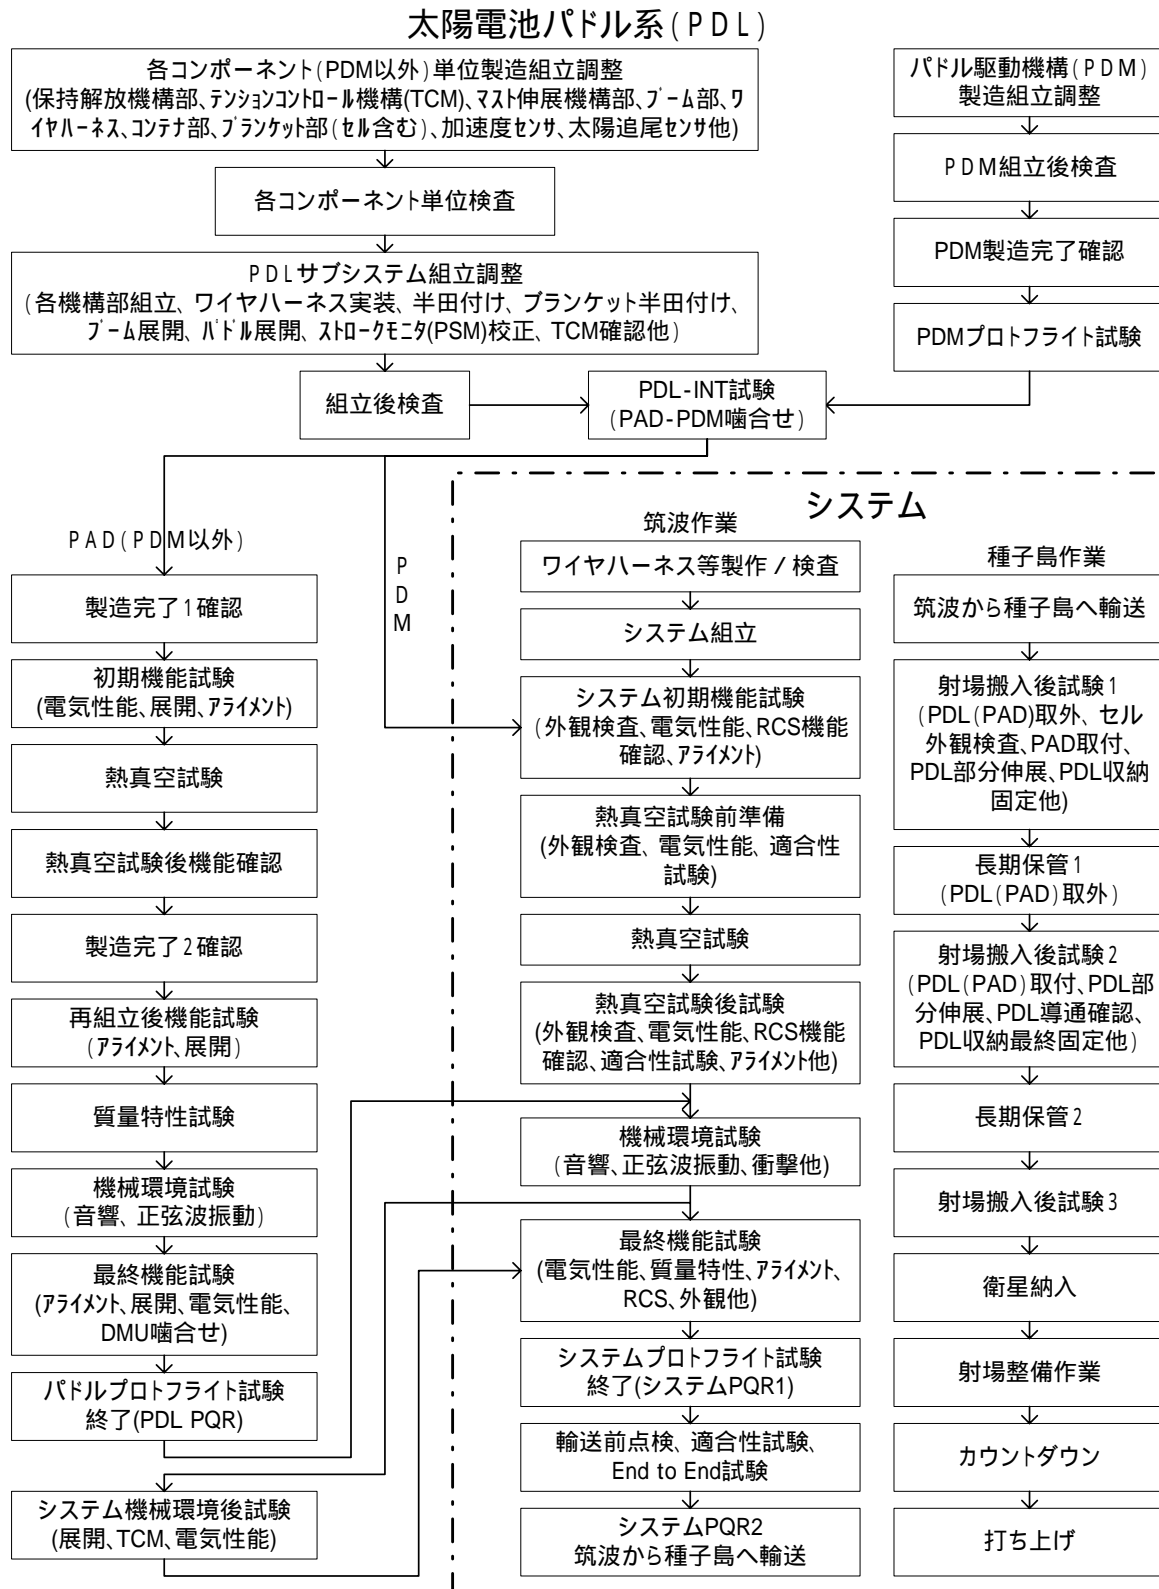 太陽電池パドル系(PDL)
各コンポーネント(PDM以外)単位製造組立調整
(保持解放機構部、テンションコントロール機構(TCM)、マスト伸展機構部、ブーム部、ワ
イヤハーネス、コンテナ部、ブランケット部(セル含む)、加速度センサ、太陽追尾センサ他)
各コンポーネント単位検査
PDLサブシステム組立調整
(各機構部組立、ワイヤハーネス実装、半田付け、ブランケット半田付け、
ブーム展開、パドル展開、ストロークモニタ(PSM)校正、TCM確認他)
組立後検査
パドル駆動機構(PDM)
製造組立調整
PDM組立後検査
PDM製造完了確認
PDMプロトフライト試験
PDL-INT試験
(PAD-PDM噛合せ)
PAD(PDM以外)
製造完了1確認
初期機能試験
(電気性能、展開、アライメント)
熱真空試験
熱真空試験後機能確認
製造完了2確認
再組立後機能試験
(アライメント、展開)
質量特性試験
機械環境試験
(音響、正弦波振動)
最終機能試験
(アライメント、展開、電気性能、
DMU噛合せ)
パドルプロトフライト試験
終了(PDL PQR)
システム機械環境後試験
(展開、TCM、電気性能)
PDM
システム
筑波作業
ワイヤハーネス等製作/検査
システム組立
システム初期機能試験
(外観検査、電気性能、RCS機能
確認、アライメント)
熱真空試験前準備
(外観検査、電気性能、適合性
試験)
熱真空試験
熱真空試験後試験
(外観検査、電気性能、RCS機能
確認、適合性試験、アライメント他)
機械環境試験
(音響、正弦波振動、衝撃他)
最終機能試験
(電気性能、質量特性、アライメント、
RCS、外観他)
システムプロトフライト試験
終了(システムPQR1)
輸送前点検、適合性試験、
End to End試験
システムPQR2
筑波から種子島へ輸送
種子島作業
筑波から種子島へ輸送
射場搬入後試験1
(PDL(PAD)取外、セル
外観検査、PAD取付、
PDL部分伸展、PDL収納
固定他)
長期保管1
(PDL(PAD)取外)
射場搬入後試験2
(PDL(PAD)取付、PDL部
分伸展、PDL導通確認、
PDL収納最終固定他)
長期保管2
射場搬入後試験3
衛星納入
射場整備作業
カウントダウン
打ち上げ